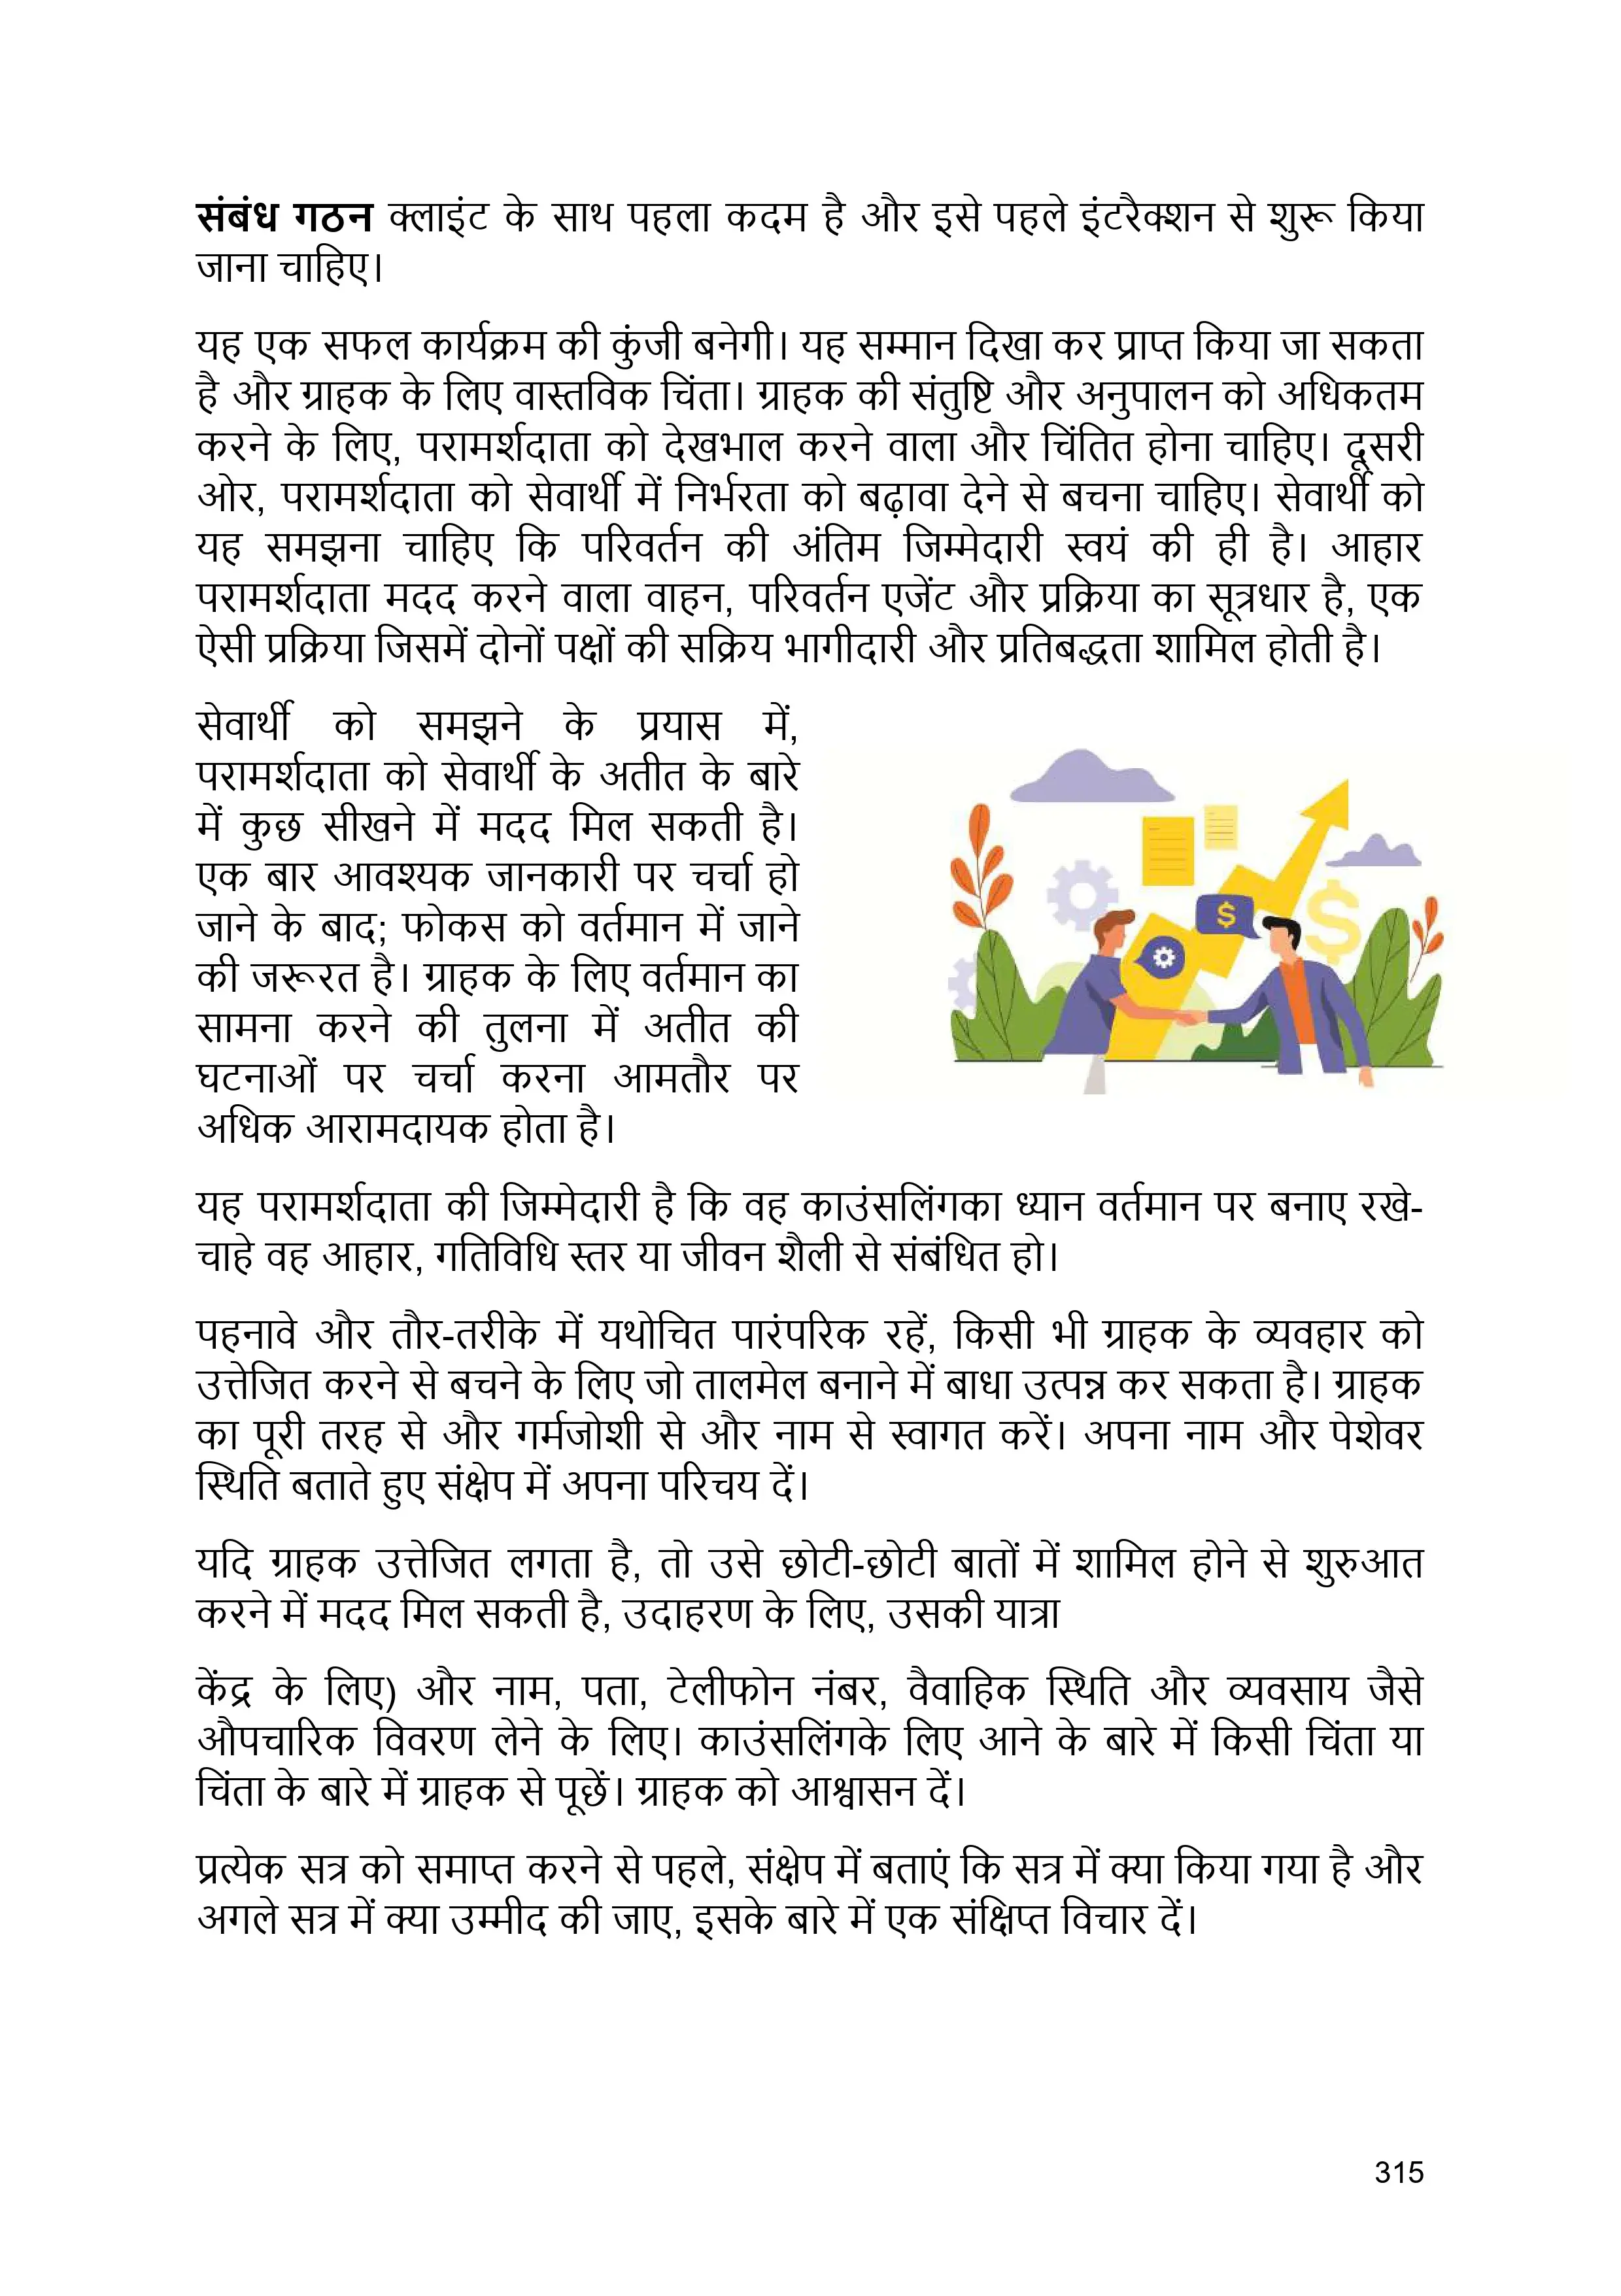 संबंध गठन क्लाइंट के साथ पहला कदम है और इसे पहले इंटरैक्शन से शुरू किया
जाना चाहिए।
यह एक सफल कार्यक्रम की कुंजी बनेगी। यह सम्मान दिखा कर प्राप्त किया जा सकता
है और ग्राहक के लिए वास्तविक चिंता। ग्राहक की संतुष्टि और अनुपालन को अधिकतम
करने के लिए, परामर्शदाता को देखभाल करने वाला और चिंतित होना चाहिए। दूसरी
ओर, परामर्शदाता को सेवार्थी में निर्भरता को बढ़ावा देने से बचना चाहिए। सेवार्थी को
यह समझना चाहिए कि परिवर्तन की अंतिम जिम्मेदारी स्वयं की ही है। आहार
परामर्शदाता मदद करने वाला वाहन, परिवर्तन एजेंट और प्रक्रिया का सूत्रधार है, एक
ऐसी प्रक्रिया जिसमें दोनों पक्षों की सक्रिय भागीदारी और प्रतिबद्धता शामिल होती है।
सेवार्थी को समझने के प्रयास में,
परामर्शदाता को सेवार्थी के अतीत के बारे
में कुछ सीखने में मदद मिल सकती है।
एक बार आवश्यक जानकारी पर चर्चा हो
जाने के बाद; फोकस को वर्तमान में जाने
की जरूरत है। ग्राहक के लिए वर्तमान का
सामना करने की तुलना में अतीत की
घटनाओं पर चर्चा करना आमतौर पर
अधिक आरामदायक होता है।
यह परामर्शदाता की जिम्मेदारी है कि वह काउंसलिंगका ध्यान वर्तमान पर बनाए रखे-
चाहे वह आहार, गतिविधि स्तर या जीवन शैली से संबंधित हो।
पहनावे और तौर-तरीके में यथोचित पारंपरिक रहें, किसी भी ग्राहक के व्यवहार को
उत्तेजित करने से बचने के लिए जो तालमेल बनाने में बाधा उत्पन्न कर सकता है। ग्राहक
का पूरी तरह से और गर्मजोशी से और नाम से स्वागत करें। अपना नाम और पेशेवर
स्थिति बताते हुए संक्षेप में अपना परिचय दें।
यदि ग्राहक उत्तेजित लगता है, तो उसे छोटी-छोटी बातों में शामिल होने से शुरुआत
करने में मदद मिल सकती है, उदाहरण के लिए, उसकी यात्रा
केंद्र के लिए) और नाम, पता, टेलीफोन नंबर, वैवाहिक स्थिति और व्यवसाय जैसे
औपचारिक विवरण लेने के लिए। काउंसलिंगके लिए आने के बारे में किसी चिंता या
चिंता के बारे में ग्राहक से पूछें। ग्राहक को आश्वासन दें।
प्रत्येक सत्र को समाप्त करने से पहले, संक्षेप में बताएं कि सत्र में क्या किया गया है और
अगले सत्र में क्या उम्मीद की जाए, इसके बारे में एक संक्षिप्त विचार दें।
315